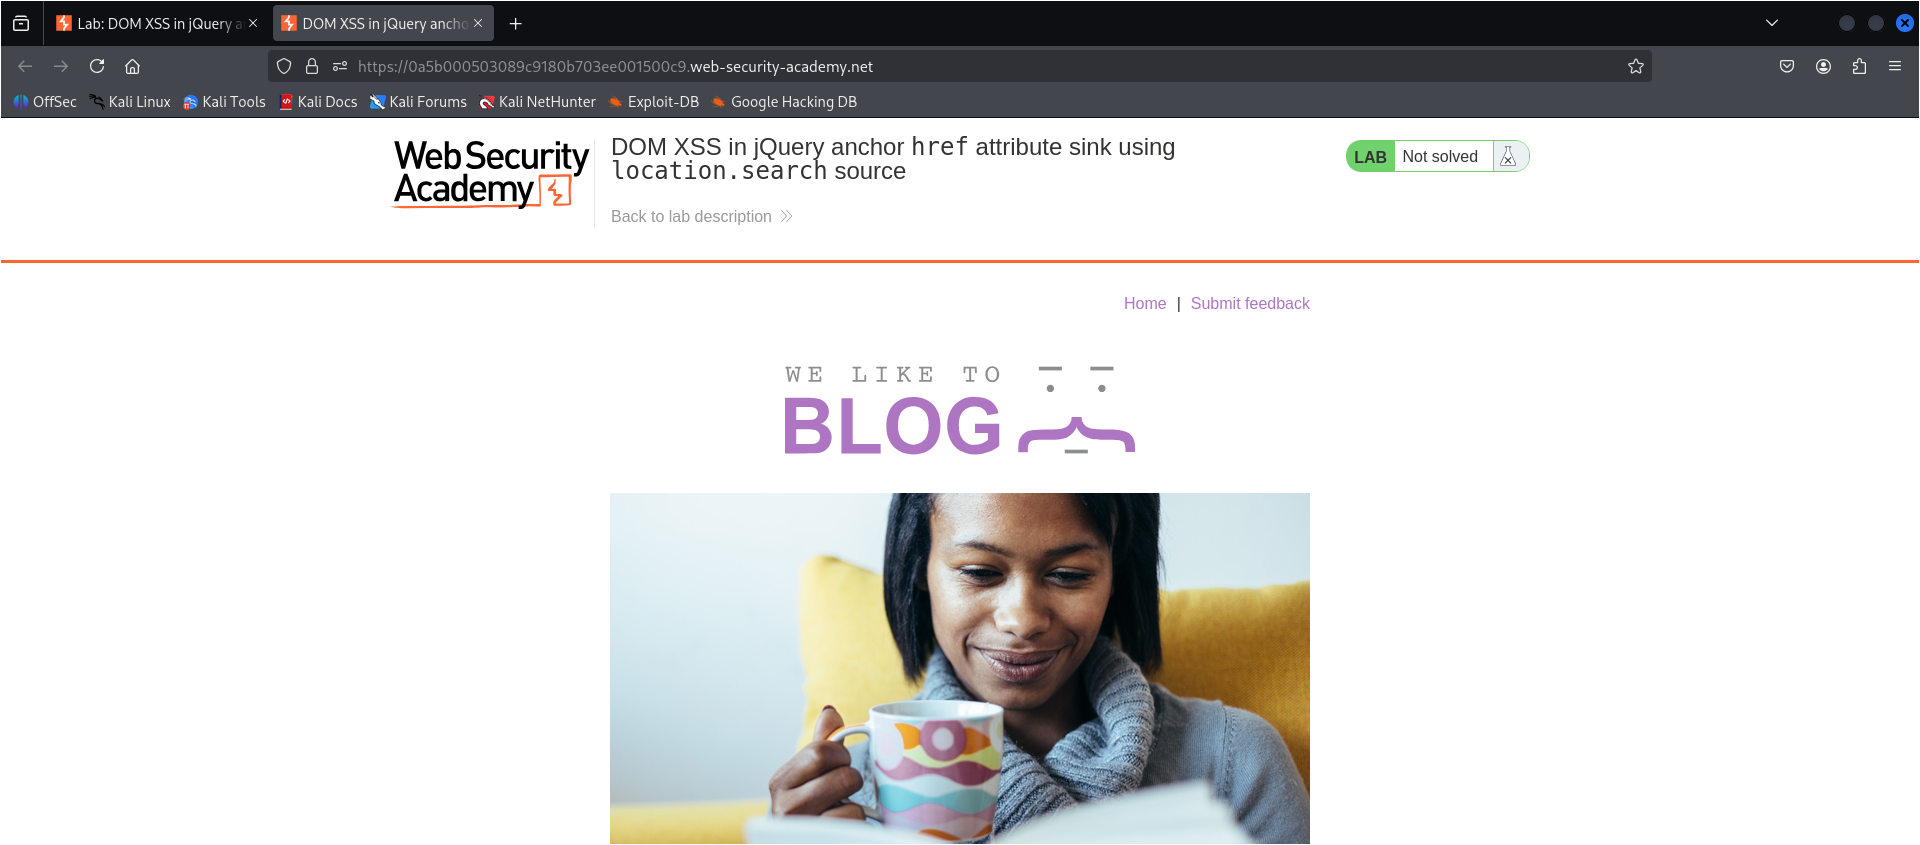 Lab: DOM XSS in jQuery a
DOM XSS in jQuery ancho
https://0a5b000503089c9180b703ee001500c9.web-security-academy.net
OffSec Kali Linux Kali Tools Kali Docs Kali Forums Kali NetHunter Exploit-DB Google Hacking DB
Web Security
Academy
DOM XSS in jQuery anchor href attribute sink using
location.search source
Back to lab description
LAB Not solved
Home | Submit feedback
WE LIKE TO
BLOG